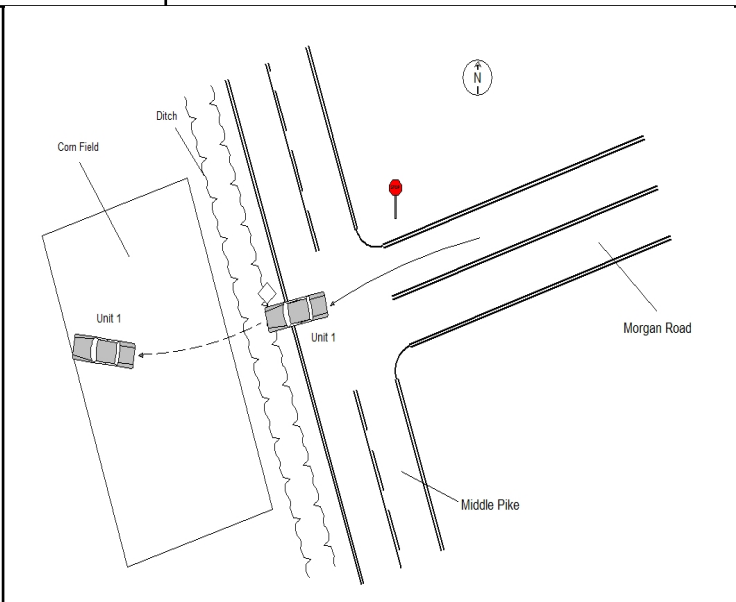 N
Ditch
Corn Field
Unit 1
Unit 1
Morgan Road
Middle Pike